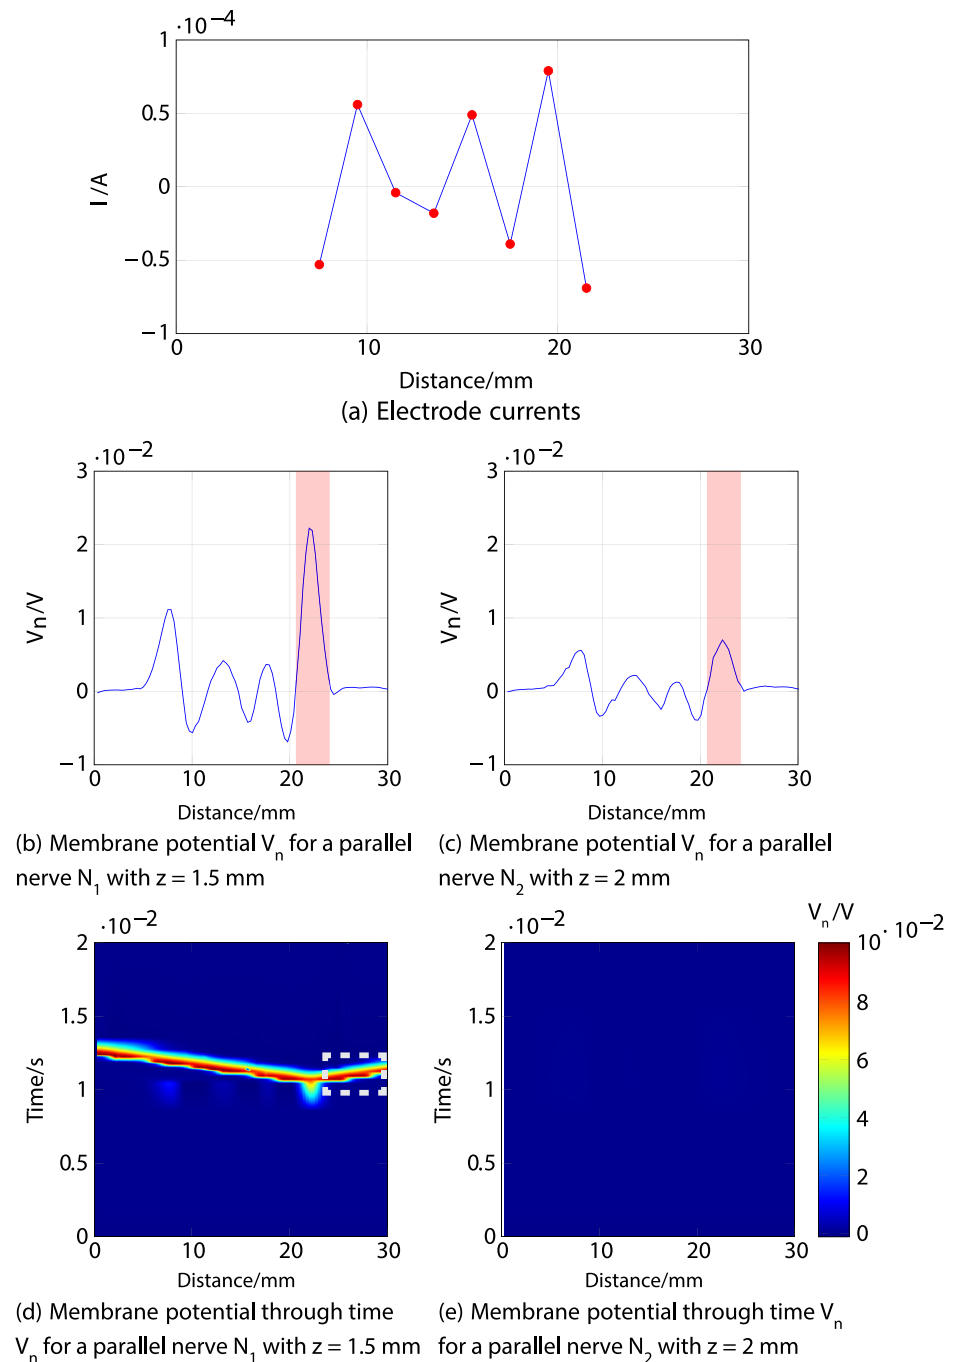 ·10−4
1
0.5
0
−0.5
−1
I/A
0 10 20 30
Distance/mm
(a) Electrode currents
·10−2
3
2
1
0
−1
Vn/V
0 10 20 30
Distance/mm
(b) Membrane potential Vn for a parallel
nerve N1 with z = 1.5 mm
·10−2
3
2
1
0
−1
Vn/V
0 10 20 30
Distance/mm
(c) Membrane potential Vn for a parallel
nerve N2 with z = 2 mm
·10−2
2
1.5
1
0.5
0
Time/s
0 10 20 30
Distance/mm
(d) Membrane potential through time
Vn for a parallel nerve N1 with z = 1.5 mm
·10−2
2
1.5
1
0.5
0
Time/s
0 10 20 30
Distance/mm
Vn/V
10·10−2
8
6
4
2
0
(e) Membrane potential through time Vn
for a parallel nerve N2 with z = 2 mm